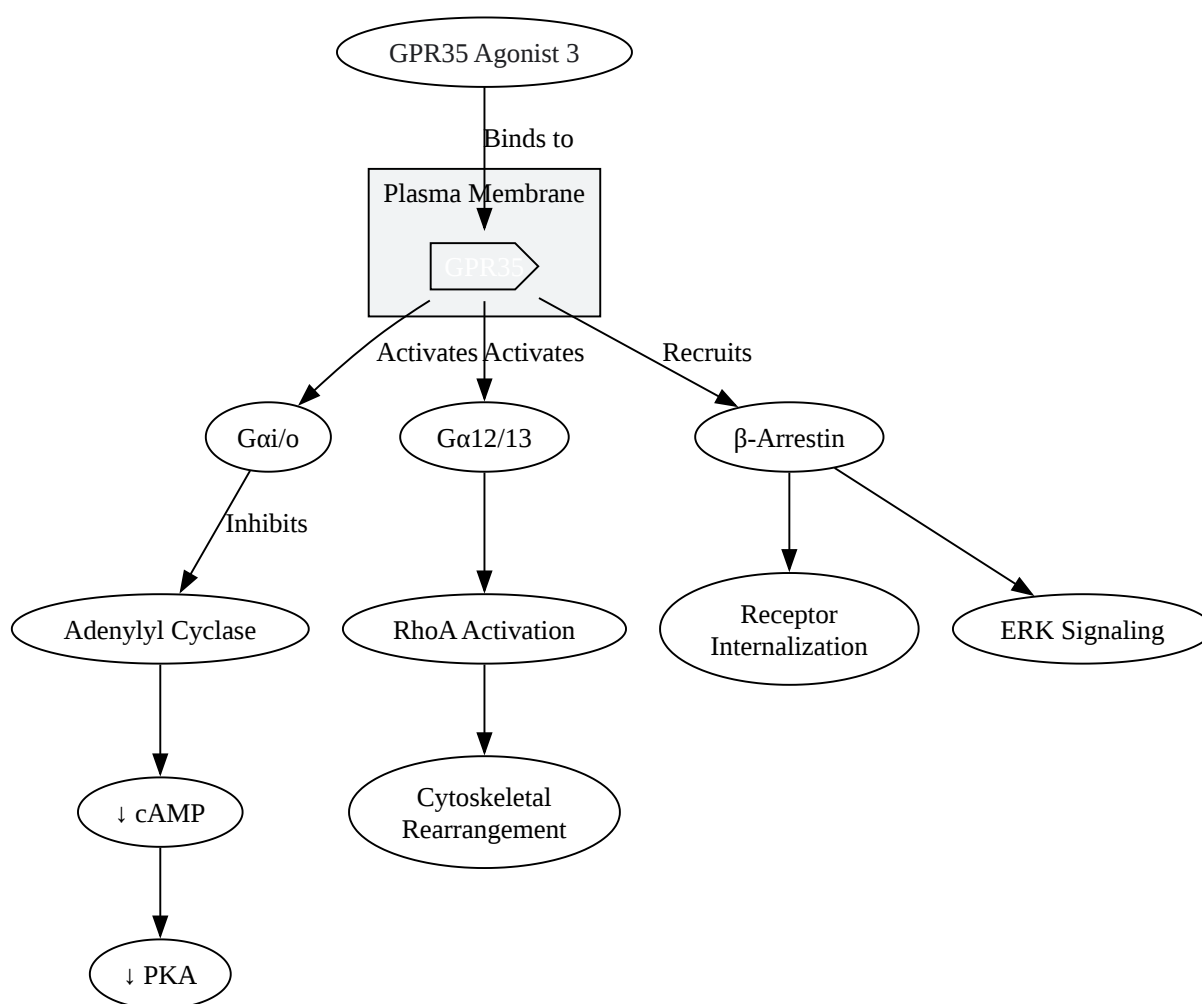 GPR35 Agonist 3
Binds to
Plasma Membrane
GPR35
Activates
Activates
Recruits
Gαi/o
Gα12/13
β-Arrestin
Inhibits
Adenylyl Cyclase
RhoA Activation
Receptor
Internalization
ERK Signaling
↓ cAMP
Cytoskeletal
Rearrangement
↓ PKA